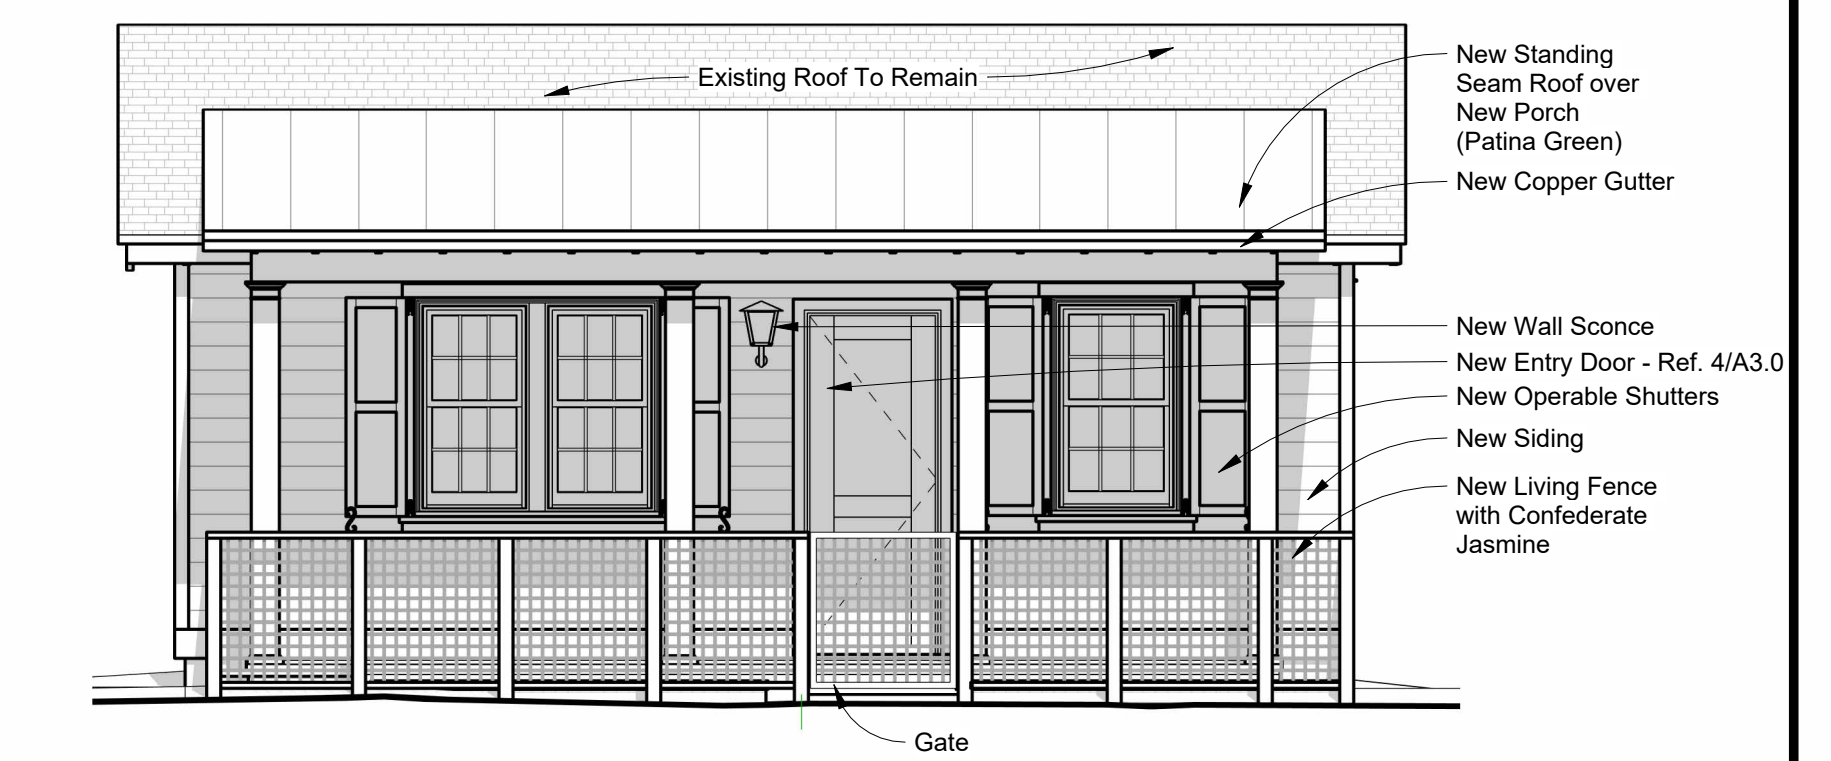 Existing Roof To Remain
New Standing
Seam Roof over
New Porch
(Patina Green)
New Copper Gutter
New Wall Sconce
New Entry Door - Ref. 4/A3.0
New Operable Shutters
New Siding
New Living Fence
with Confederate
Jasmine
Gate